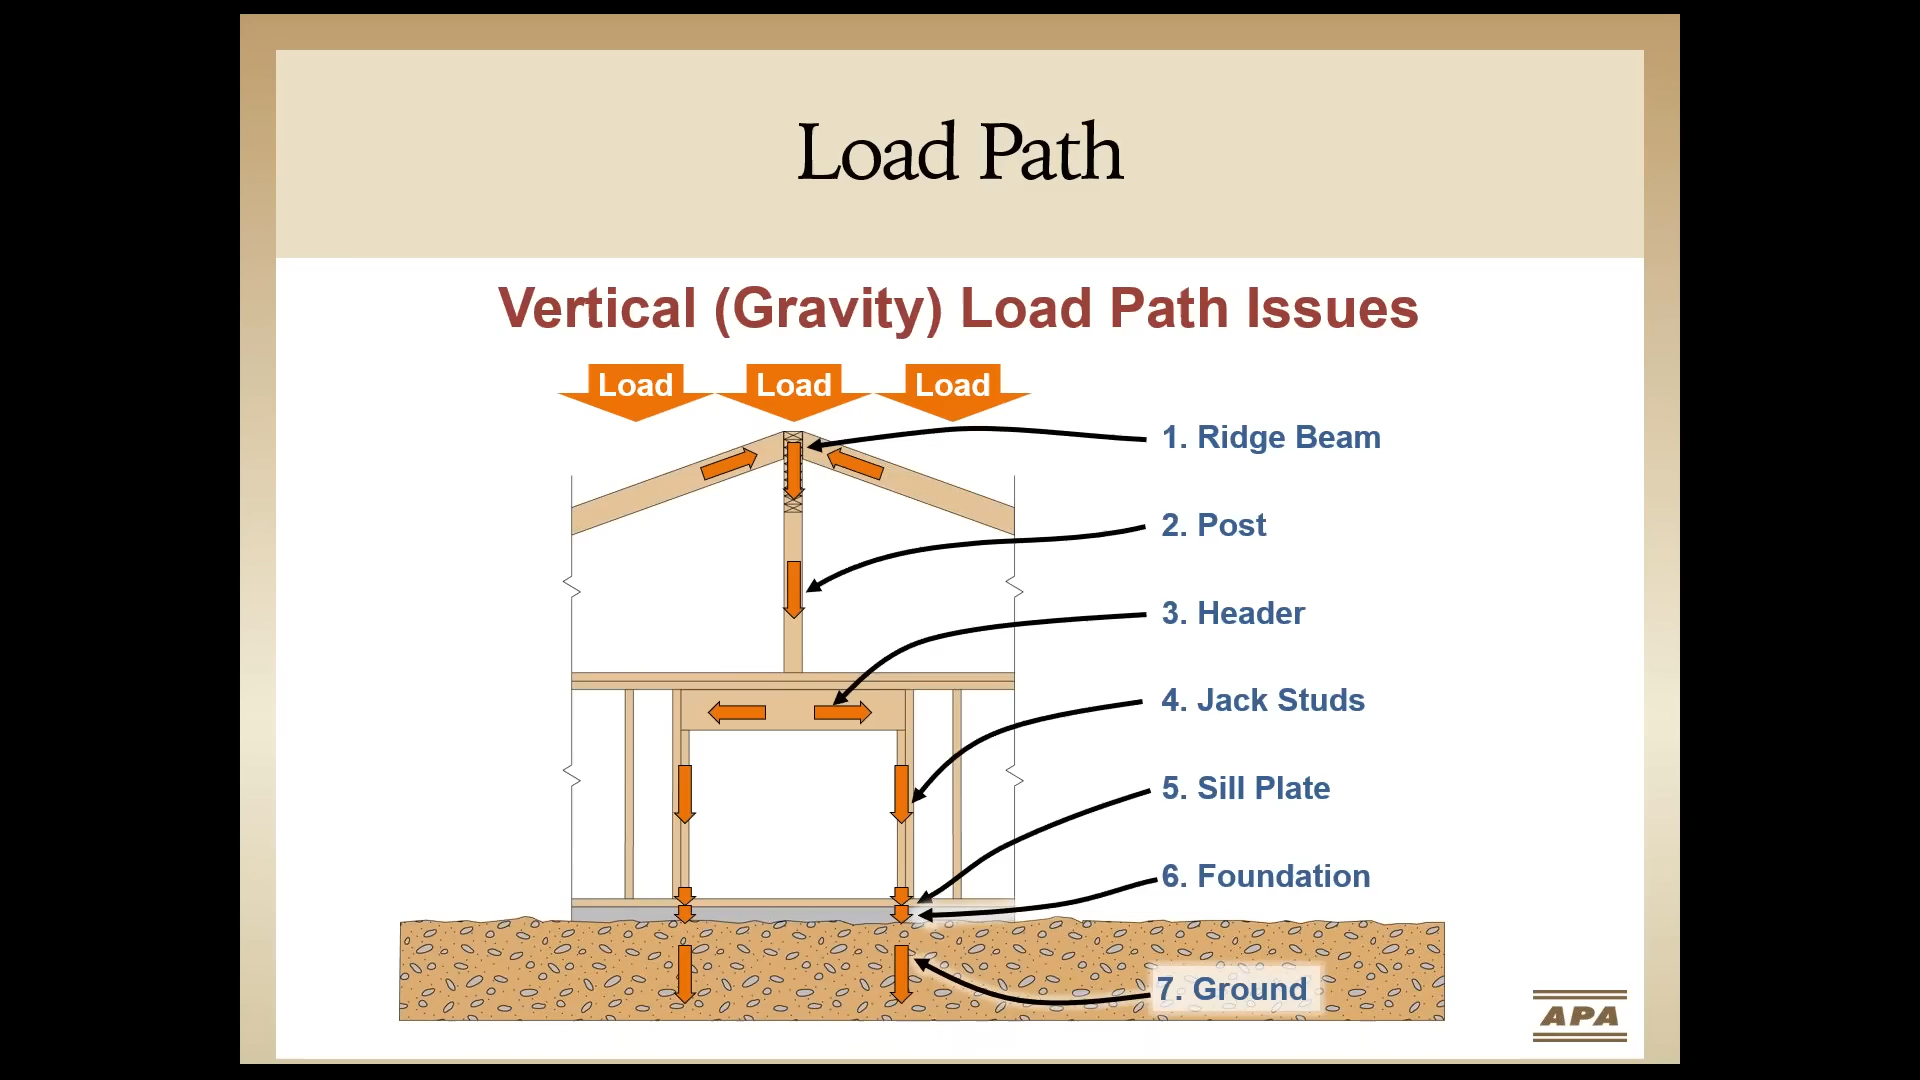 Load Path
Vertical (Gravity) Load Path Issues
Load
Load
Load
1. Ridge Beam
2. Post
3. Header
4. Jack Studs
5. Sill Plate
6. Foundation
7. Ground
APA